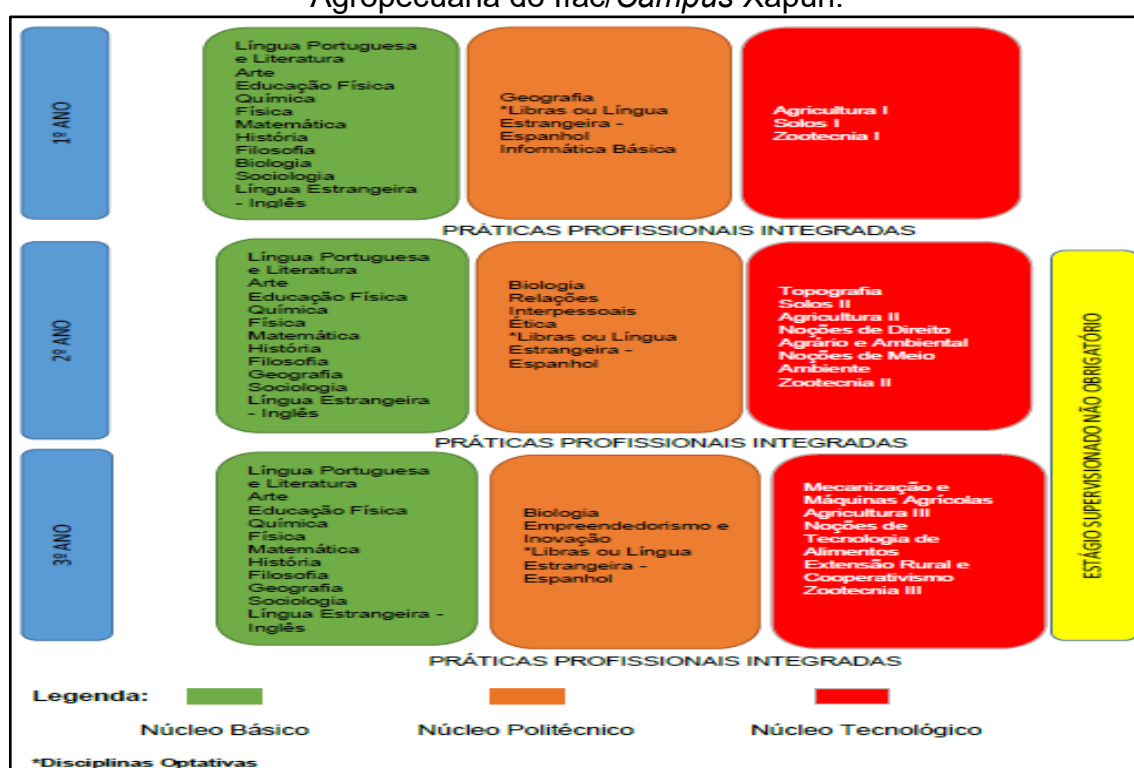 Agropecuária do Ifac/Campus Xapuri.
1º ANO
Língua Portuguesa
e Literatura
Arte
Educação Física
Química
Física
Matemática
História
Filosofia
Biologia
Sociologia
Língua Estrangeira
- Inglês
Geografia
*Libras ou Língua
Estrangeira -
Espanhol
Informática Básica
Agricultura I
Solos I
Zootecnia I
PRÁTICAS PROFISSIONAIS INTEGRADAS
2º ANO
Língua Portuguesa
e Literatura
Arte
Educação Física
Química
Física
Matemática
História
Filosofia
Geografia
Sociologia
Língua Estrangeira
- Inglês
Biologia
Relações
Interpessoais
Ética
*Libras ou Língua
Estrangeira -
Espanhol
Topografia
Solos II
Agricultura II
Noções de Direito
Agrário e Ambiental
Noções de Meio
Ambiente
Zootecnia II
PRÁTICAS PROFISSIONAIS INTEGRADAS
3º ANO
Língua Portuguesa
e Literatura
Arte
Educação Física
Química
Física
Matemática
História
Filosofia
Geografia
Sociologia
Língua Estrangeira -
Inglês
Biologia
Empreendedorismo e
Inovação
*Libras ou Língua
Estrangeira -
Espanhol
Mecanização e
Máquinas Agrícolas
Agricultura III
Noções de
Tecnologia de
Alimentos
Extensão Rural e
Cooperativismo
Zootecnia III
ESTÁGIO SUPERVISIONADO NÃO OBRIGATÓRIO
PRÁTICAS PROFISSIONAIS INTEGRADAS
Legenda:
Núcleo Básico
Núcleo Politécnico
Núcleo Tecnológico
*Disciplinas Optativas